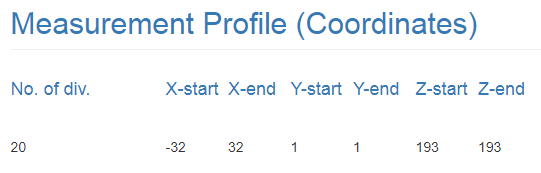 Measurement Profile (Coordinates)
No. of div. X-start X-end Y-start Y-end Z-start Z-end
20 -32 32 1 1 193 193